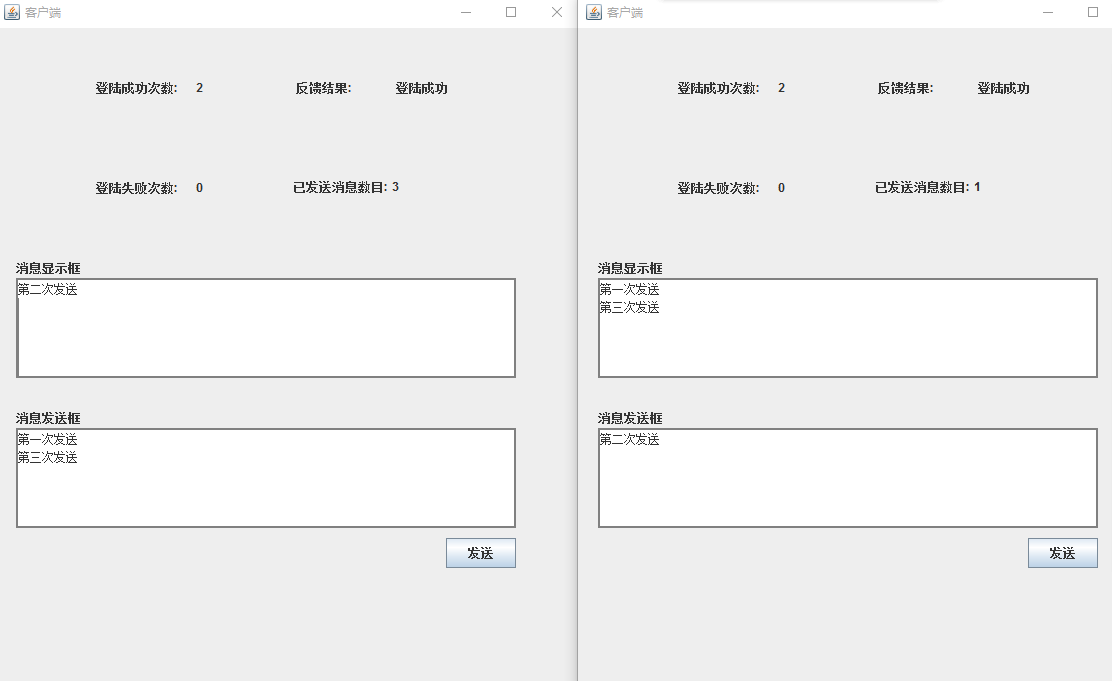 客户端
登陆成功次数: 2 反馈结果: 登陆成功
登陆失败次数: 0 已发送消息数目: 3
消息显示框
第二次发送
消息发送框
第一次发送
第三次发送
发送
客户端
登陆成功次数: 2 反馈结果: 登陆成功
登陆失败次数: 0 已发送消息数目: 1
消息显示框
第一次发送
第三次发送
消息发送框
第二次发送
发送